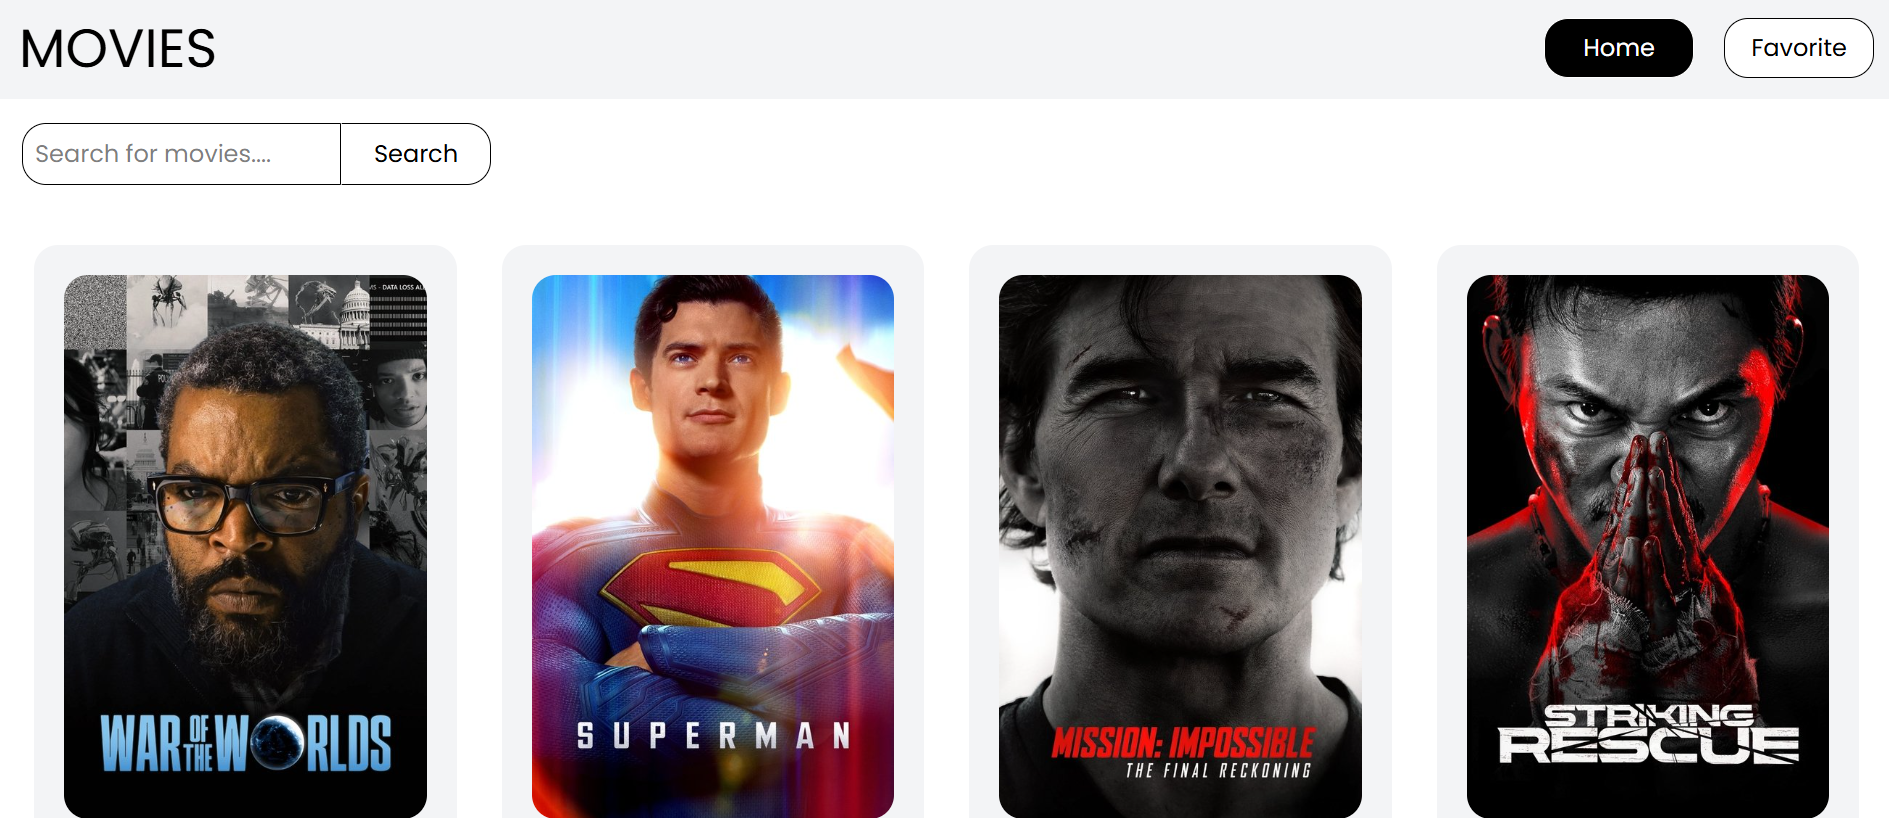 MOVIES
Home
Favorite
Search for movies....
Search
- DATA LOSS
WAR OF THE WORLDS
SUPERMAN
MISSION: IMPOSSIBLE
THE FINAL RECKONING
STRIKING
RESCUE